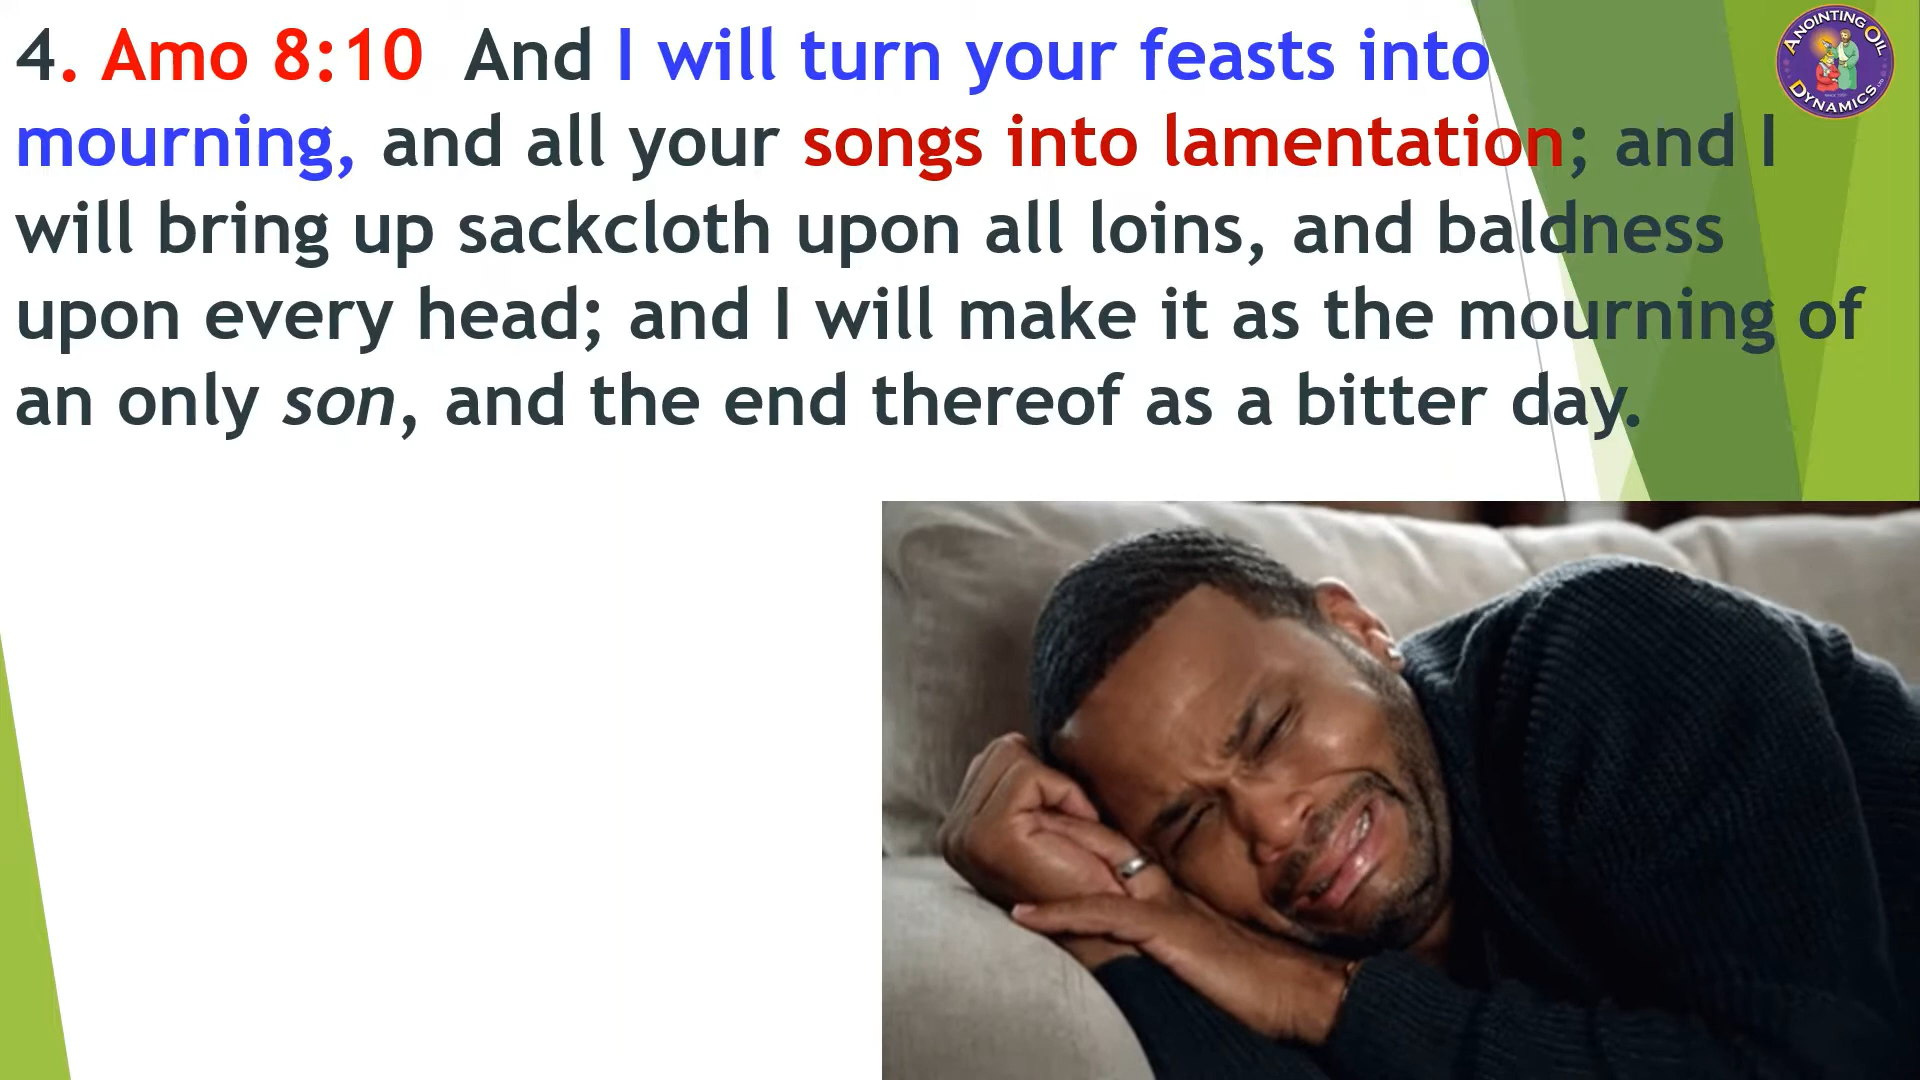 4. Amo 8:10 And I will turn your feasts into
mourning, and all your songs into lamentation; and I
will bring up sackcloth upon all loins, and baldness
upon every head; and I will make it as the mourning of
an only son, and the end thereof as a bitter day.
ANOINTING OIL
DYNAMICS